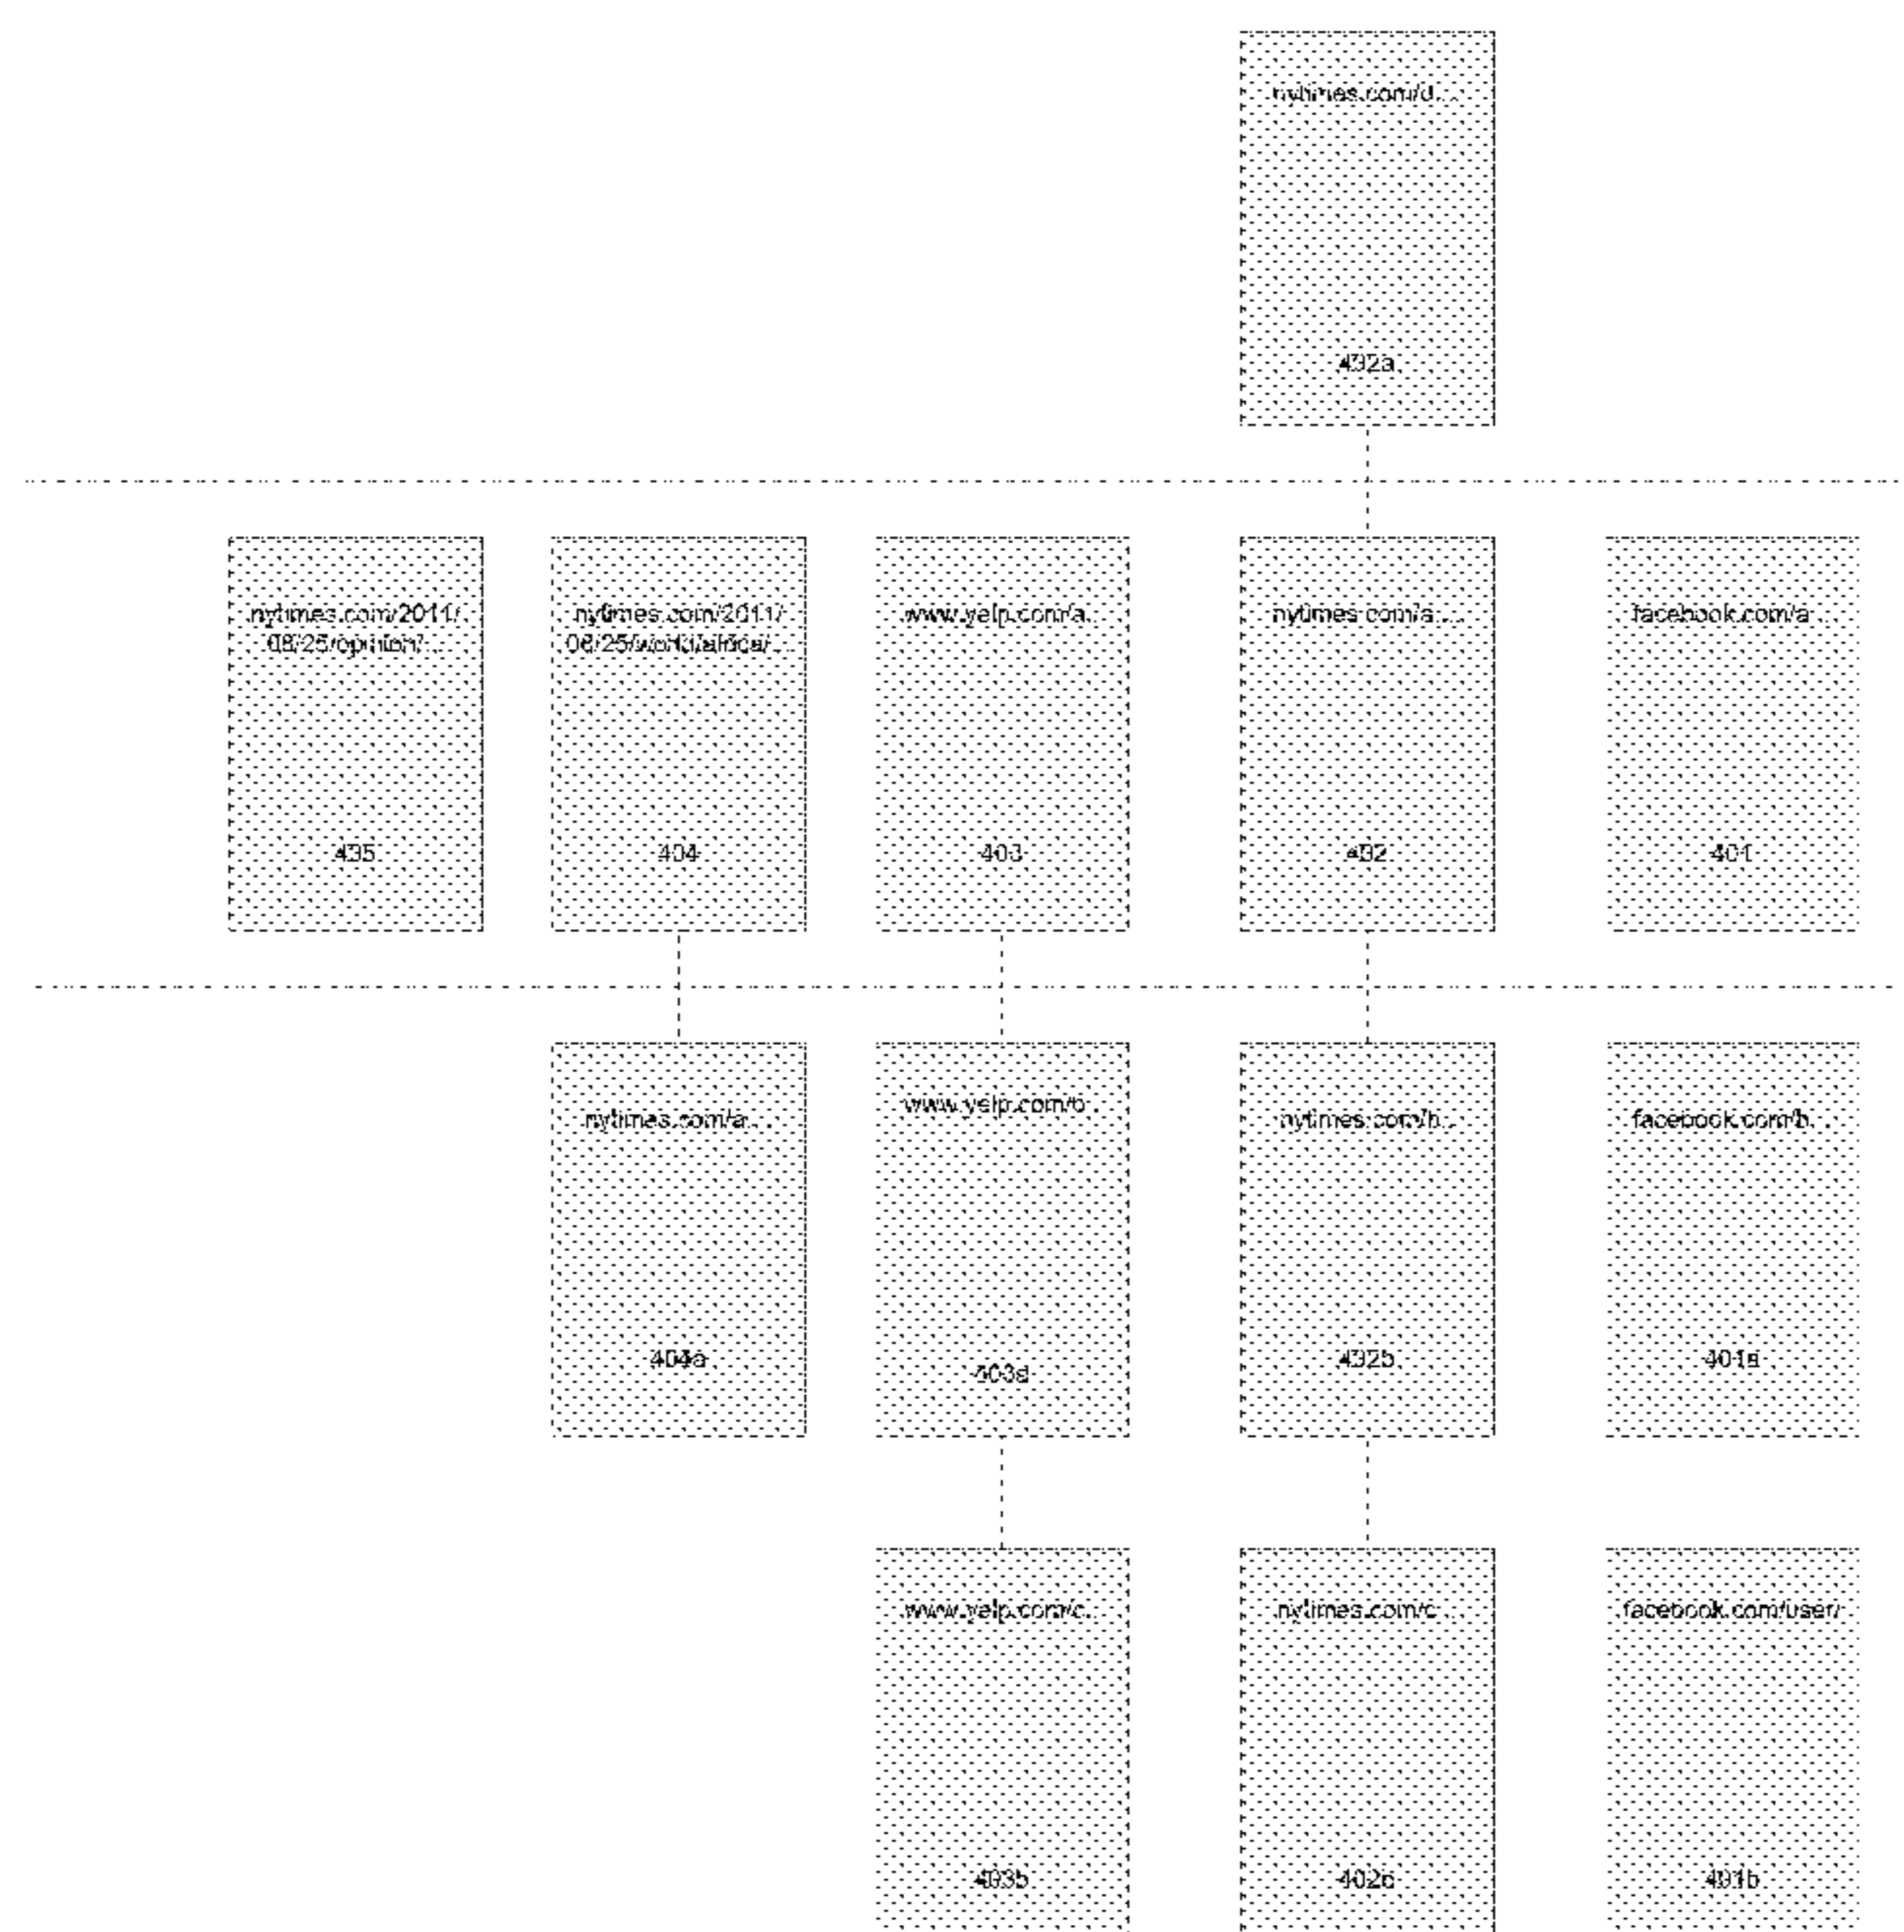 nytimes.com/d...
402a
nytimes.com/2011/
08/25/opinion/...
405
nytimes.com/2011/
08/25/world/africa/...
404
www.yelp.com/a...
403
nytimes.com/a....
402
facebook.com/a...
401
nytimes.com/a...
404a
www.yelp.com/b...
403a
nytimes.com/b...
402b
facebook.com/b...
401a
www.yelp.com/c...
403b
nytimes.com/c...
402c
facebook.com/user/
401b